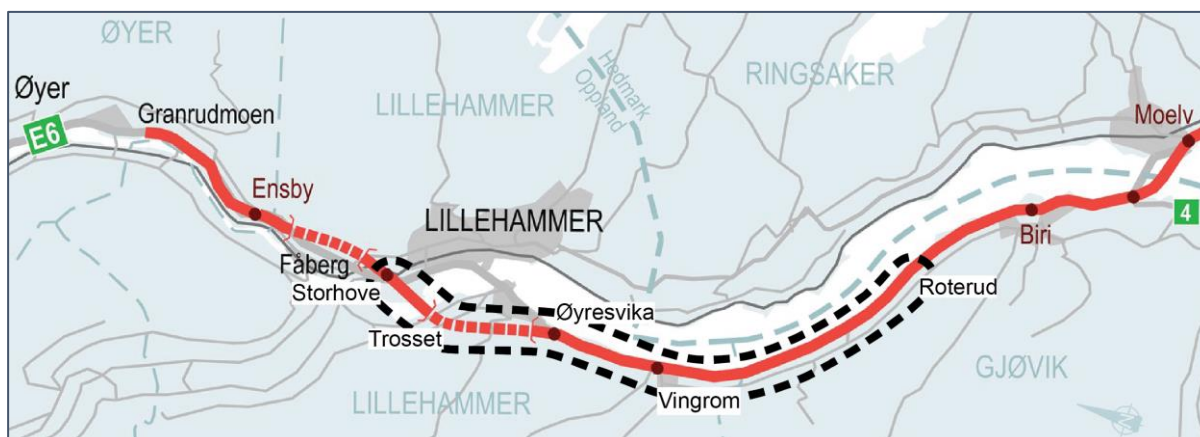 ØYER
Hedmark
Oppland
RINGSAKER
Øyer
LILLEHAMMER
Moelv
Granrudmoen
E6
Ensby
LILLEHAMMER
4
Biri
Fåberg
Storhove
Roterud
Øyresvika
Trosset
GJØVIK
Vingrom
LILLEHAMMER